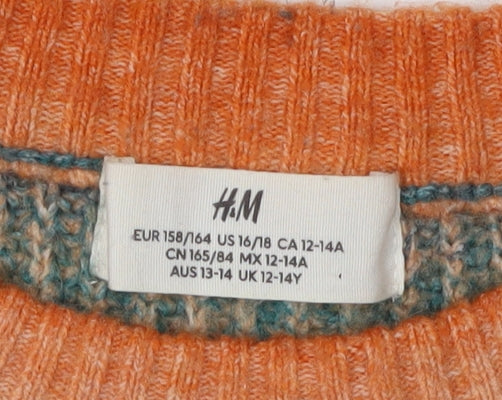 H&M
EUR 158/164 US 16/18 CA 12-14A
CN 165/84 MX 12-14A
AUS 13-14 UK 12-14Y